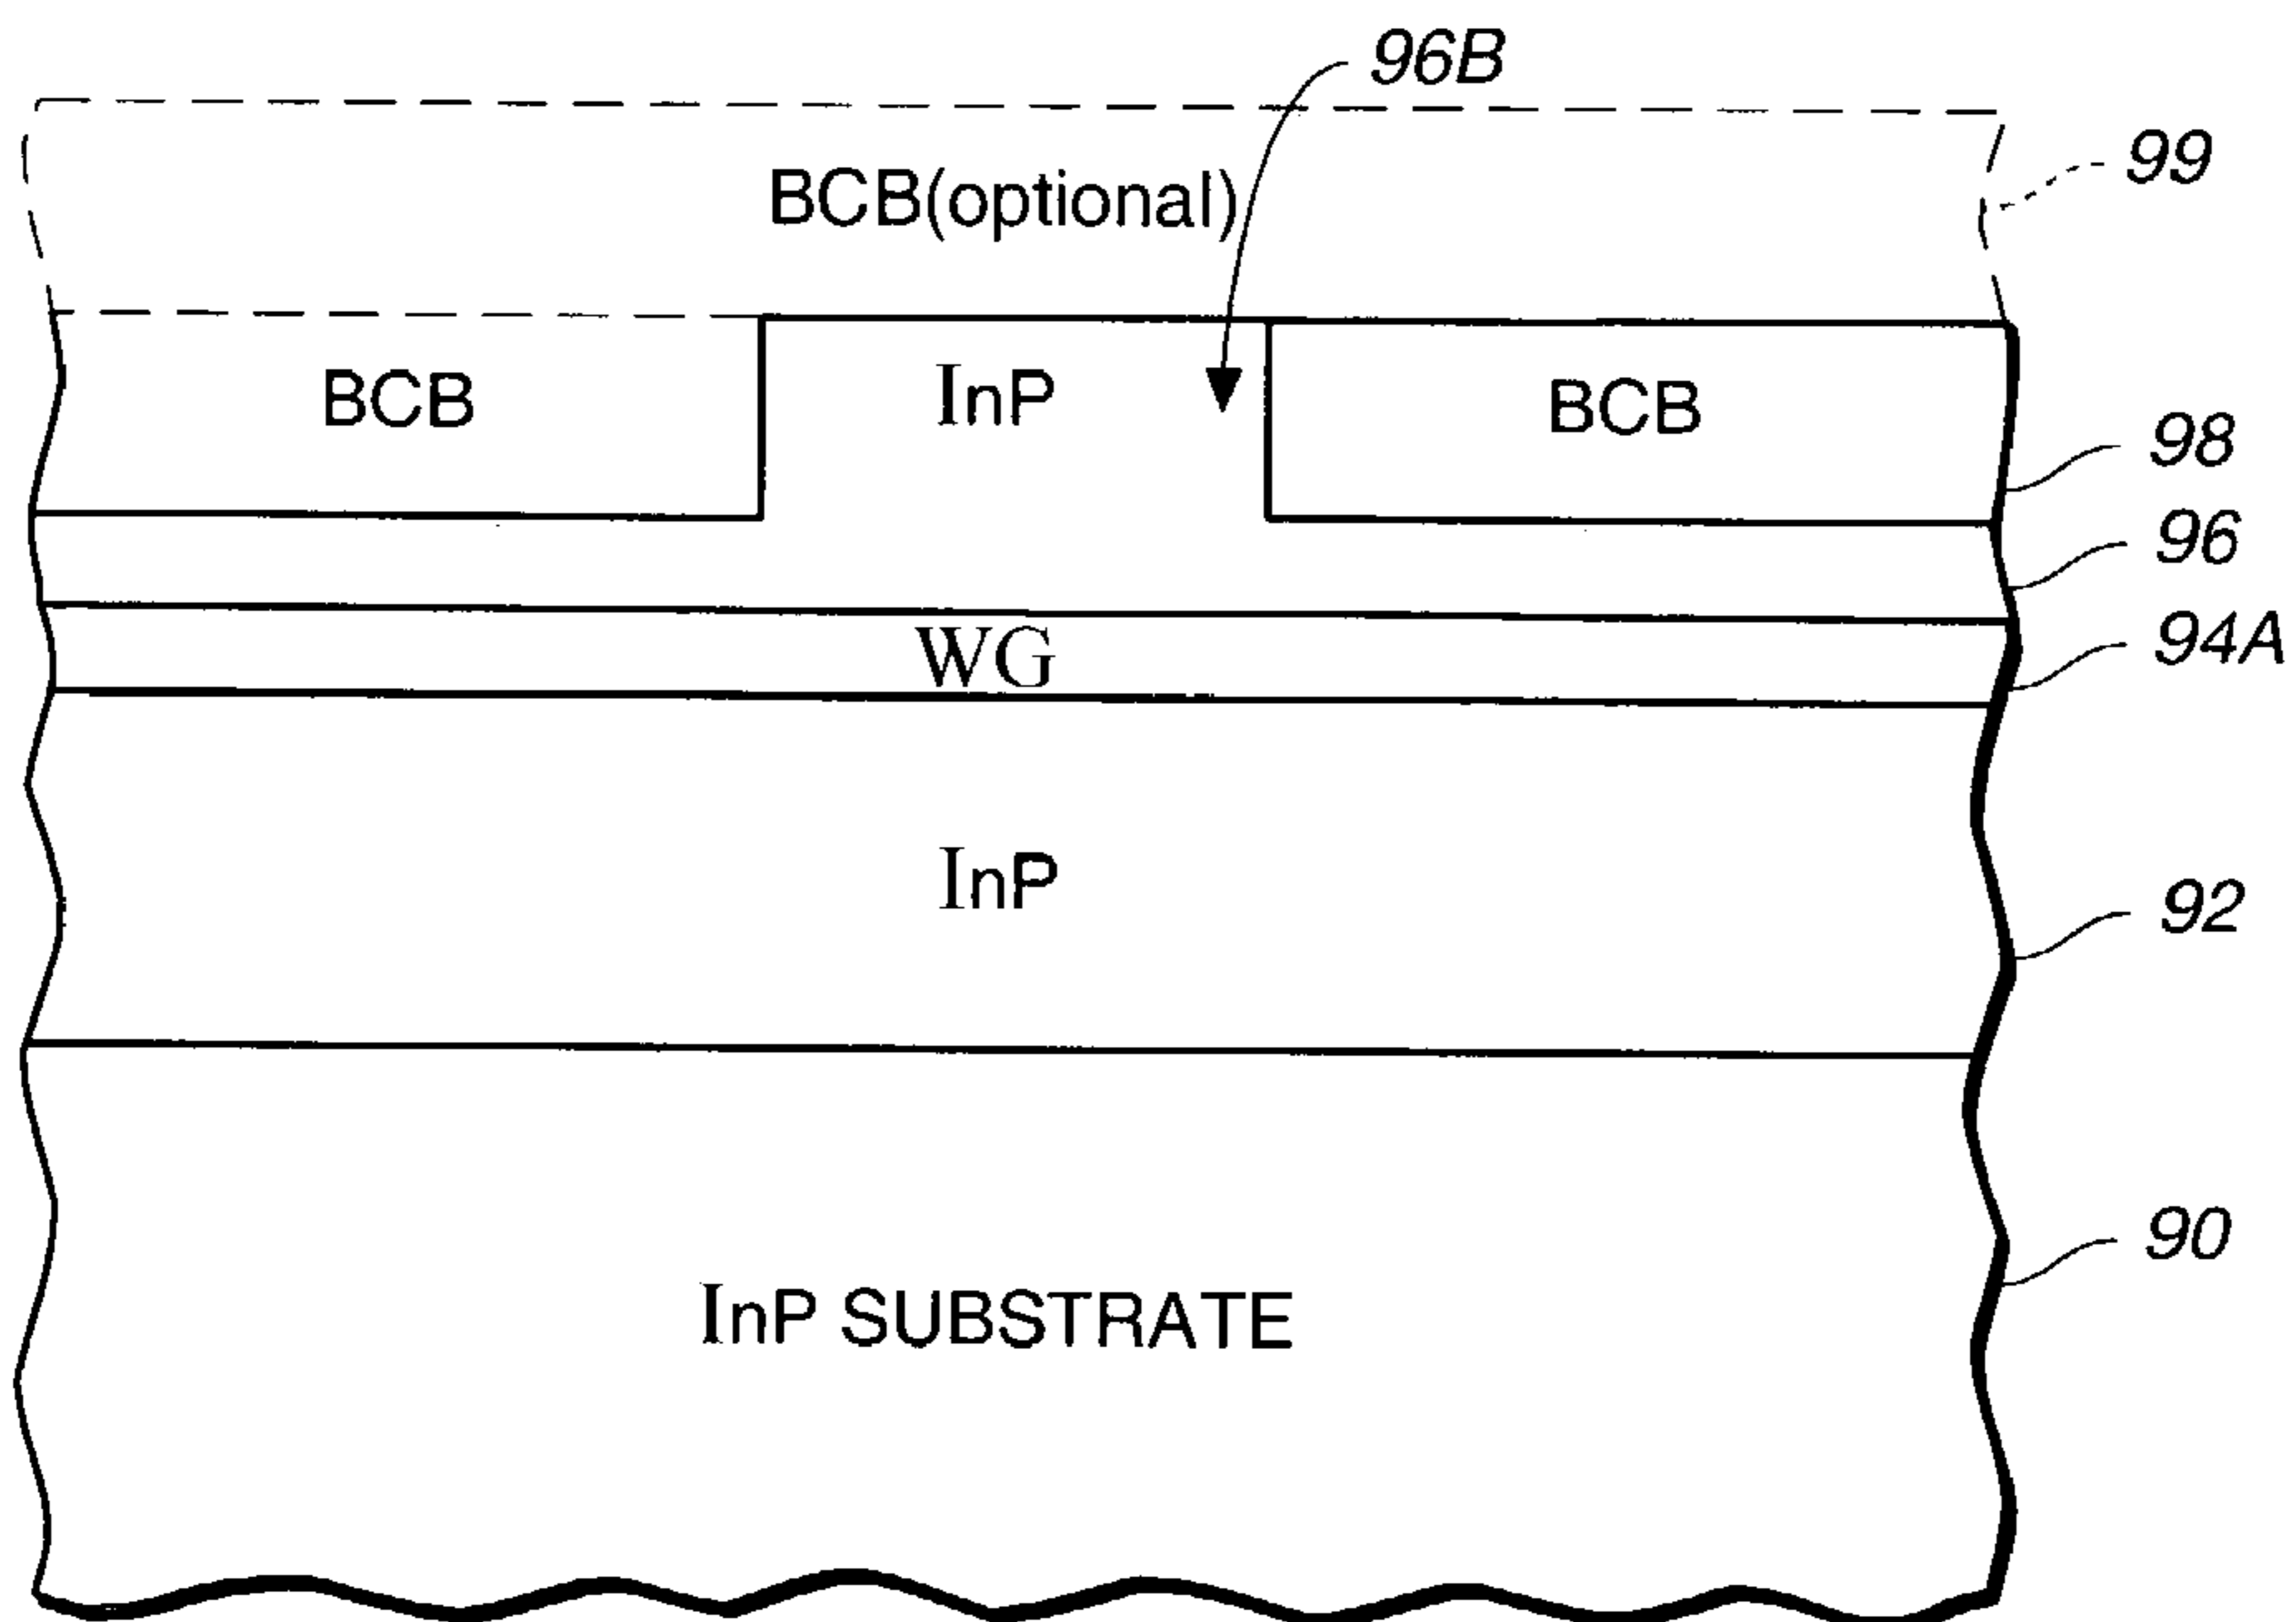 96B
99
BCB(optional)
BCB
InP
BCB
98
96
94A
WG
InP
92
90
InP SUBSTRATE